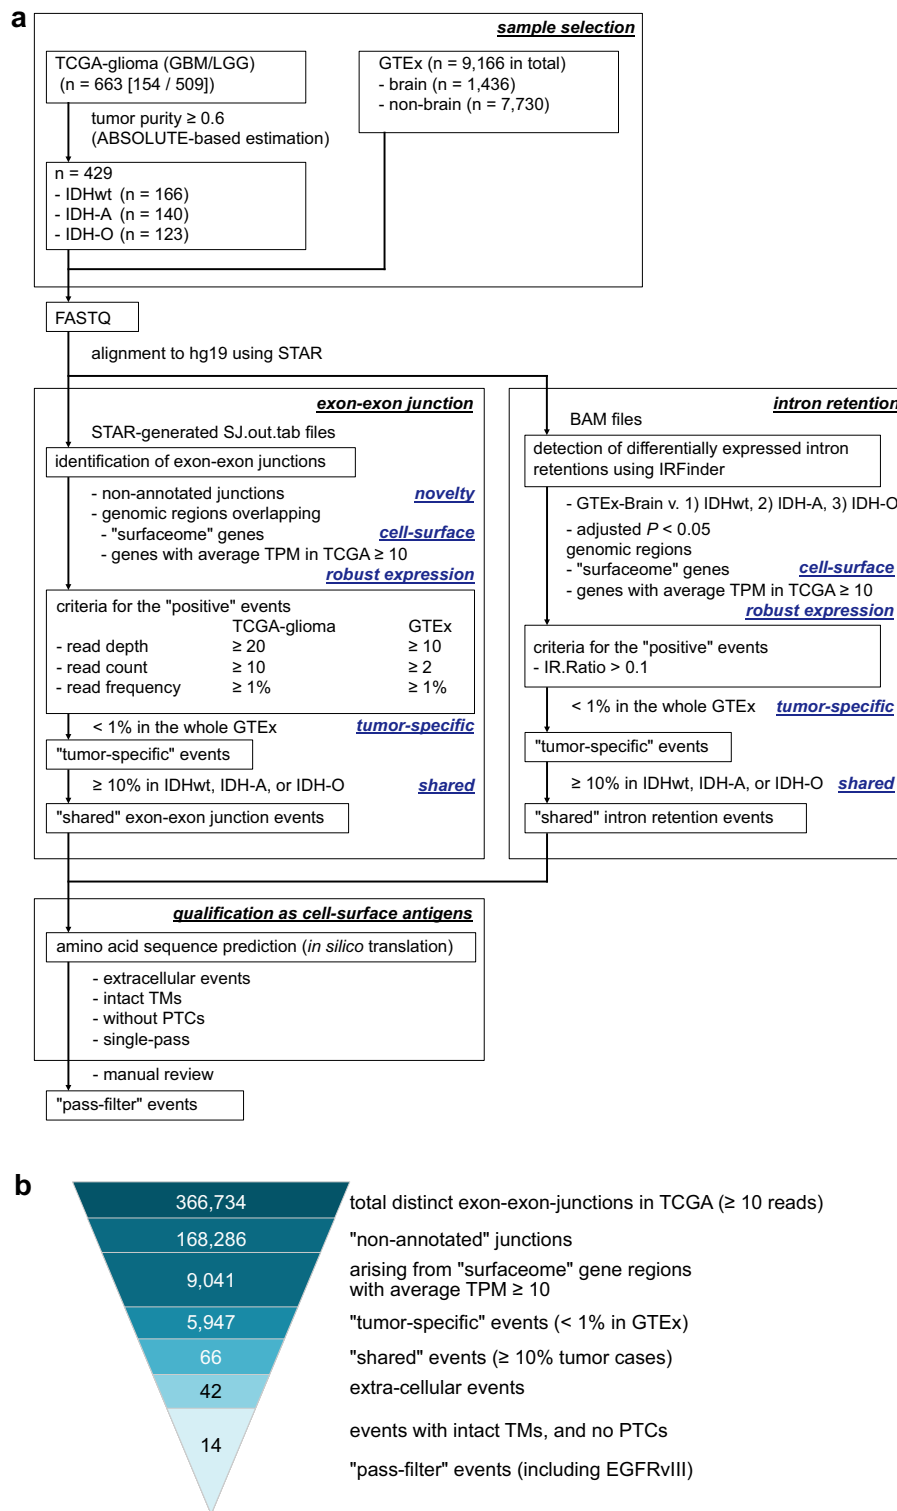 a
sample selection
TCGA-glioma (GBM/LGG)
(n = 663 [154 / 509])
GTEx (n = 9,166 in total)
- brain (n = 1,436)
- non-brain (n = 7,730)
tumor purity ≥ 0.6
(ABSOLUTE-based estimation)
n = 429
- IDHwt (n = 166)
- IDH-A (n = 140)
- IDH-O (n = 123)
FASTQ
alignment to hg19 using STAR
exon-exon junction
STAR-generated SJ.out.tab files
identification of exon-exon junctions
- non-annotated junctions
novelty
- genomic regions overlapping
- "surfaceome" genes
cell-surface
- genes with average TPM in TCGA ≥ 10
robust expression
criteria for the "positive" events
TCGA-glioma GTEx
- read depth ≥ 20 ≥ 10
- read count ≥ 10 ≥ 2
- read frequency ≥ 1% ≥ 1%
< 1% in the whole GTEx
tumor-specific
"tumor-specific" events
≥ 10% in IDHwt, IDH-A, or IDH-O
shared
"shared" exon-exon junction events
intron retention
BAM files
detection of differentially expressed intron
retentions using IRFinder
- GTEx-Brain v. 1) IDHwt, 2) IDH-A, 3) IDH-O
- adjusted P < 0.05
genomic regions
- "surfaceome" genes
cell-surface
- genes with average TPM in TCGA ≥ 10
robust expression
criteria for the "positive" events
- IR.Ratio > 0.1
< 1% in the whole GTEx
tumor-specific
"tumor-specific" events
≥ 10% in IDHwt, IDH-A, or IDH-O
shared
"shared" intron retention events
qualification as cell-surface antigens
amino acid sequence prediction (in silico translation)
- extracellular events
- intact TMs
- without PTCs
- single-pass
- manual review
"pass-filter" events
b
366,734 total distinct exon-exon-junctions in TCGA (≥ 10 reads)
168,286 "non-annotated" junctions
9,041 arising from "surfaceome" gene regions
with average TPM ≥ 10
5,947 "tumor-specific" events (< 1% in GTEx)
66 "shared" events (≥ 10% tumor cases)
42 extra-cellular events
14 events with intact TMs, and no PTCs
"pass-filter" events (including EGFRvIII)